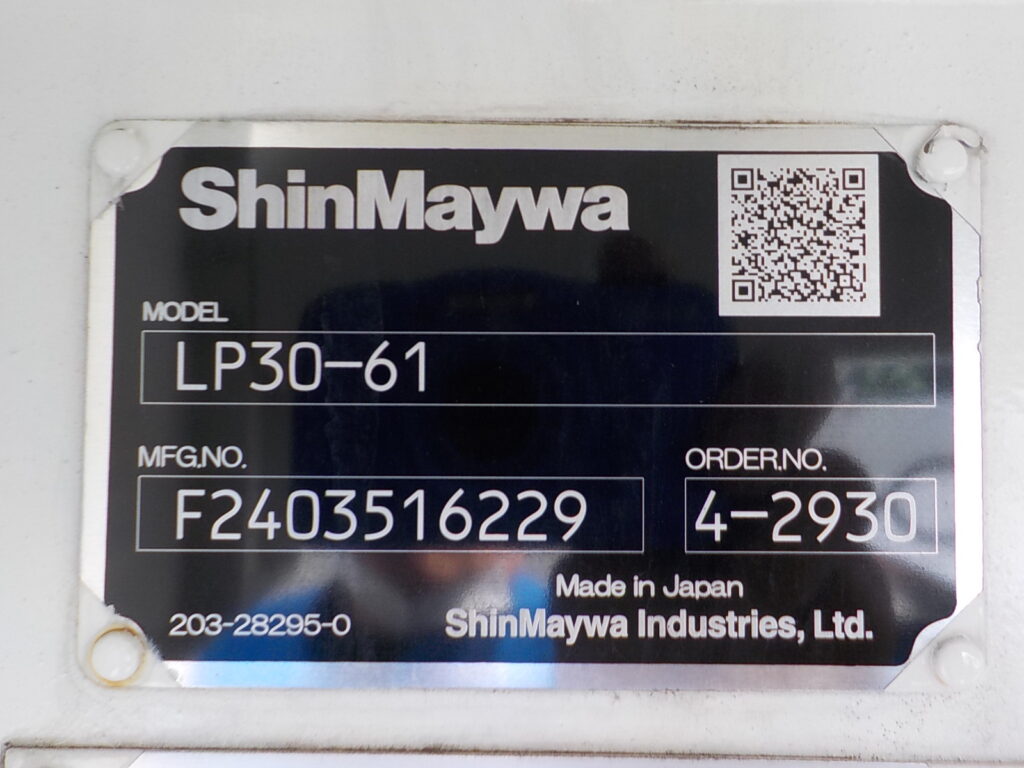 ShinMaywa
MODEL
LP30-61
MFG.NO.
ORDER.NO.
F2403516229
4-2930
Made in Japan
203-28295-0
ShinMaywa Industries, Ltd.